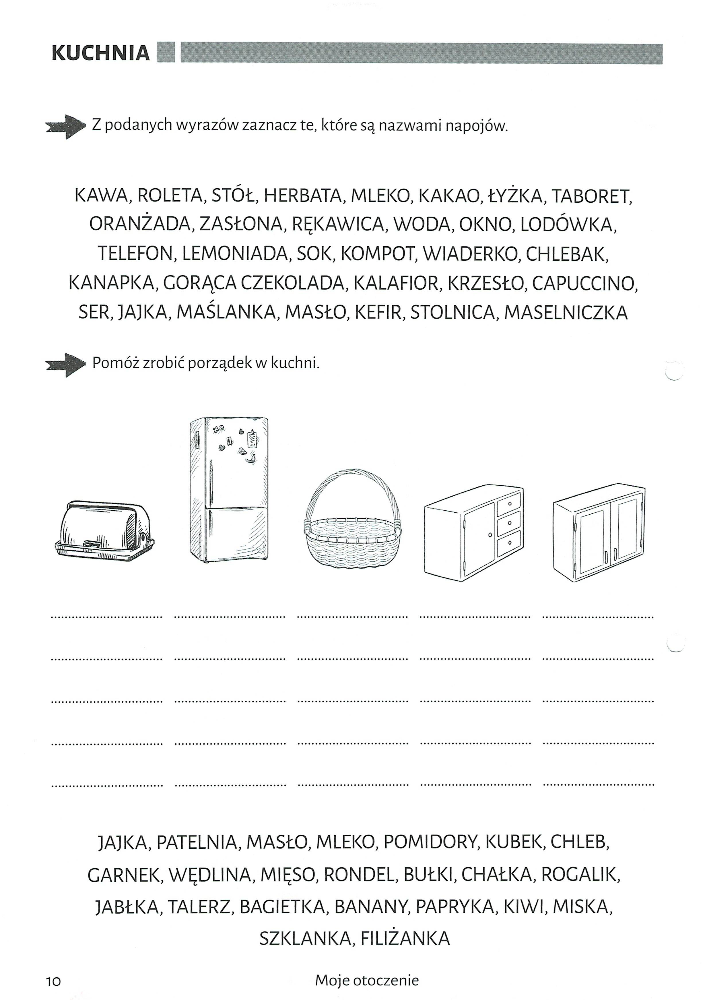 KUCHNIA
Z podanych wyrazów zaznacz te, które są nazwami napojów.
KAWA, ROLETA, STÓŁ, HERBATA, MLEKO, KAKAO, ŁYŻKA, TABORET,
ORANŻADA, ZASŁONA, RĘKAWICA, WODA, OKNO, LODÓWKA,
TELEFON, LEMONIADA, SOK, KOMPOT, WIADERKO, CHLEBAK,
KANAPKA, GORĄCA CZEKOLADA, KALAFIOR, KRZESŁO, CAPUCCINO,
SER, JAJKA, MAŚLANKA, MASŁO, KEFIR, STOLNICA, MASELNICZKA
Pomóż zrobić porządek w kuchni.
JAJKA, PATELNIA, MASŁO, MLEKO, POMIDORY, KUBEK, CHLEB,
GARNEK, WĘDLINA, MIĘSO, RONDEL, BUŁKI, CHAŁKA, ROGALIK,
JABŁKA, TALERZ, BAGIETKA, BANANY, PAPRYKA, KIWI, MISKA,
SZKLANKA, FILIŻANKA
10
Moje otoczenie